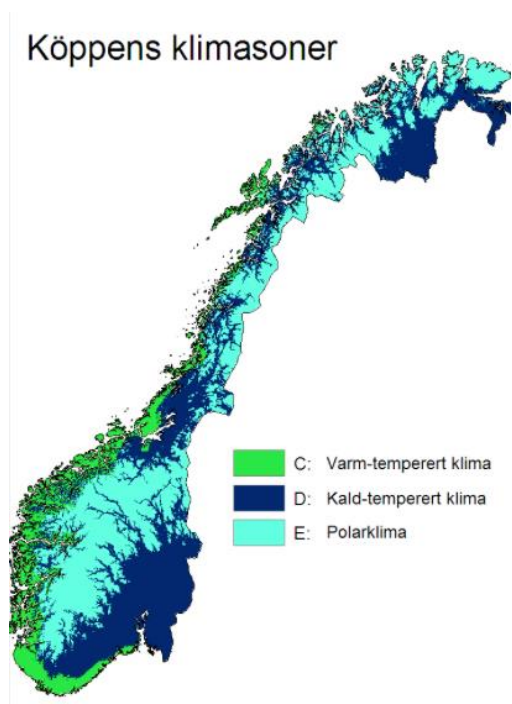 Köppens klimasoner
C: Varm-temperert klima
D: Kald-temperert klima
E: Polarklima